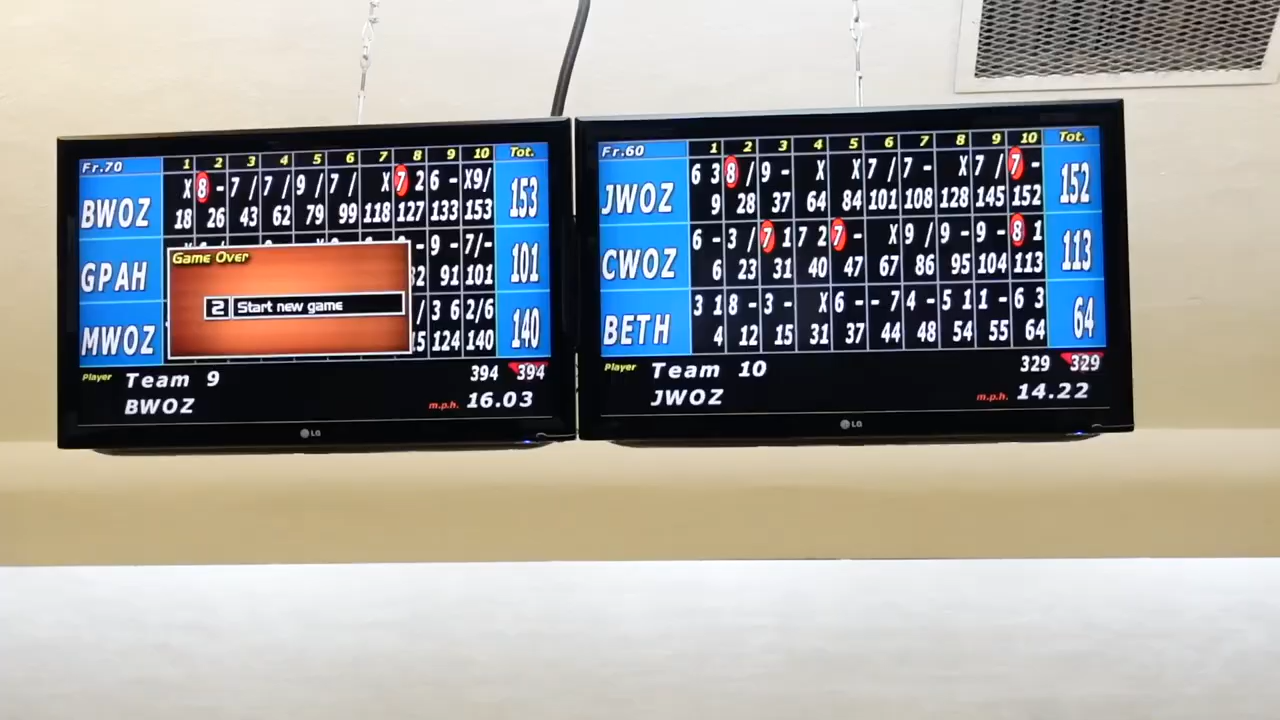 Fr.70 1 2 3 4 5 6 7 8 9 10 Tot.
BWOZ X 8 - 7 / 7 / 9 / 7 / X 7 2 6 - X9/ 153
18 26 43 62 79 99 118 127 133 153
GPAH - 9 - 7/- 101
91 101
MWOZ / 3 6 2/6 140
124 140
Game Over
2 Start new game
Player Team 9 394 394
BWOZ m.p.h. 16.03
LG
Fr.60 1 2 3 4 5 6 7 8 9 10 Tot.
JWOZ 6 3 8 / 9 - X X 7 / 7 - X 7 / 7 - 152
9 28 37 64 84 101 108 128 145 152
CWOZ 6 - 3 / 7 1 7 2 7 - X 9 / 9 - 9 - 8 1 113
6 23 31 40 47 67 86 95 104 113
BETH 3 1 8 - 3 - X 6 - - 7 4 - 5 1 1 - 6 3 64
4 12 15 31 37 44 48 54 55 64
Player Team 10 329 329
JWOZ m.p.h. 14.22
LG